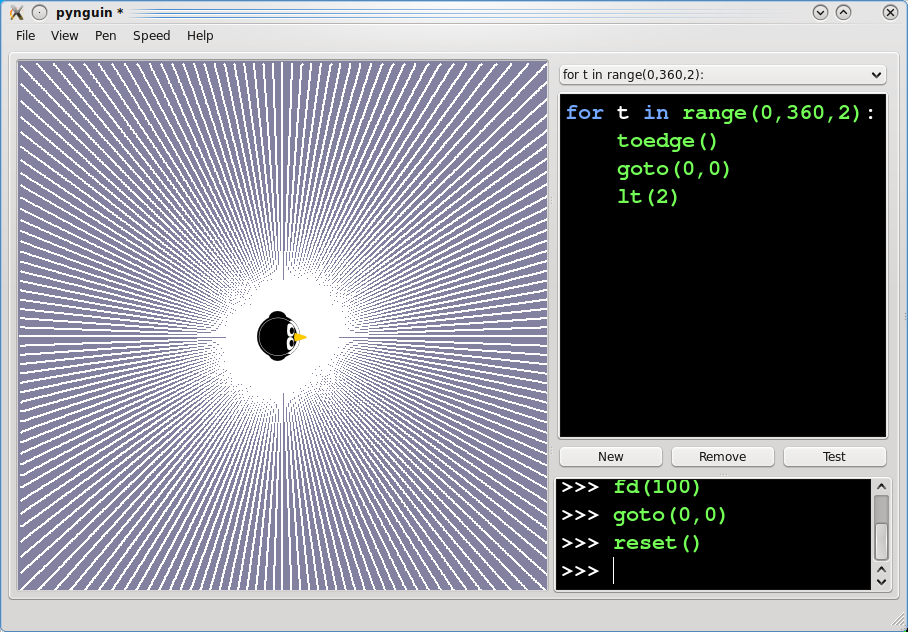 pynguin *
File View Pen Speed Help
for t in range(0,360,2):
for t in range(0,360,2):
    toedge()
    goto(0,0)
    lt(2)
New Remove Test
>>> fd(100)
>>> goto(0,0)
>>> reset()
>>>